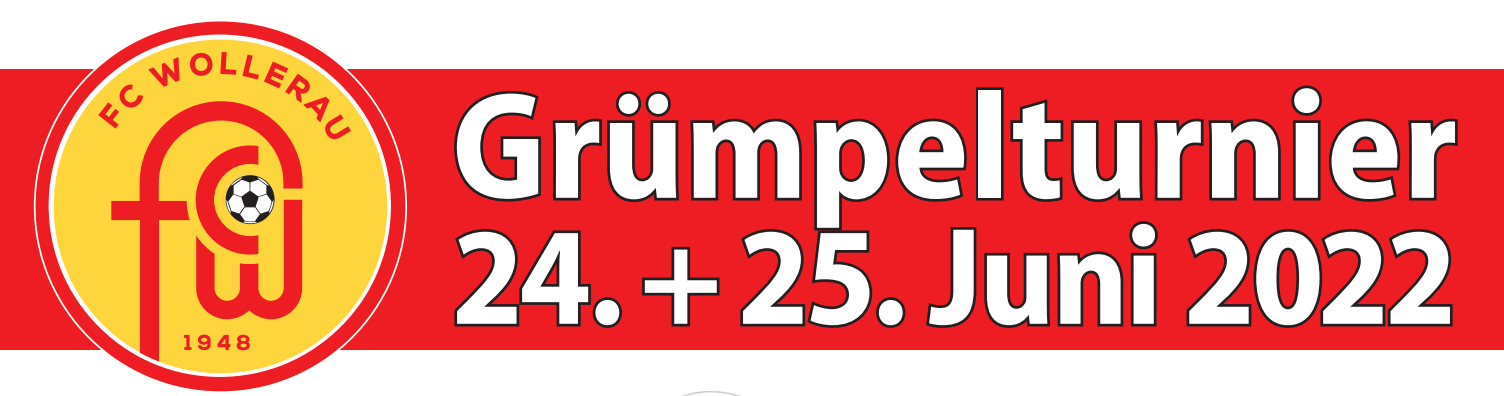 FC WOLLERAU
fcw
1948
Grümpelturnier
24. + 25. Juni 2022